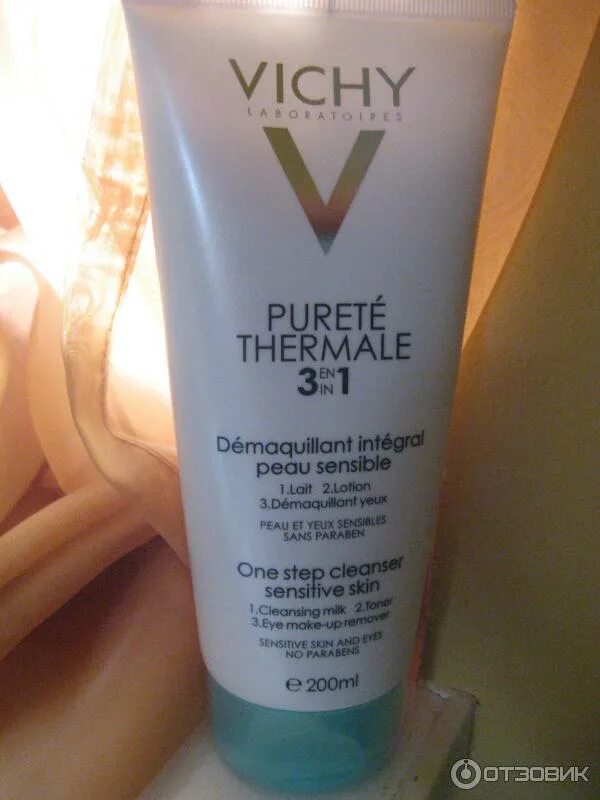 VICHY
LABORATOIRES
V
PURETÉ
THERMALE
3 EN IN 1
Démaquillant intégral
peau sensible
1.Lait 2.Lotion
3.Démaquillant yeux
PEAU ET YEUX SENSIBLES
SANS PARABEN
One step cleanser
sensitive skin
1.Cleansing milk 2.Toner
3.Eye make-up remover
SENSITIVE SKIN AND EYES
NO PARABENS
e 200ml
ОТЗОВИК